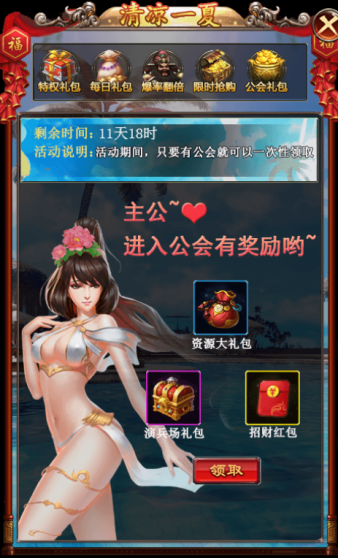 清凉一夏
福
福
特权礼包
每日礼包
爆率翻倍
限时抢购
公会礼包
剩余时间：11天18时
活动说明：活动期间，只要有公会就可以一次性领取
主公~❤
进入公会有奖励哟~
资源大礼包
演兵场礼包
招财红包
领取